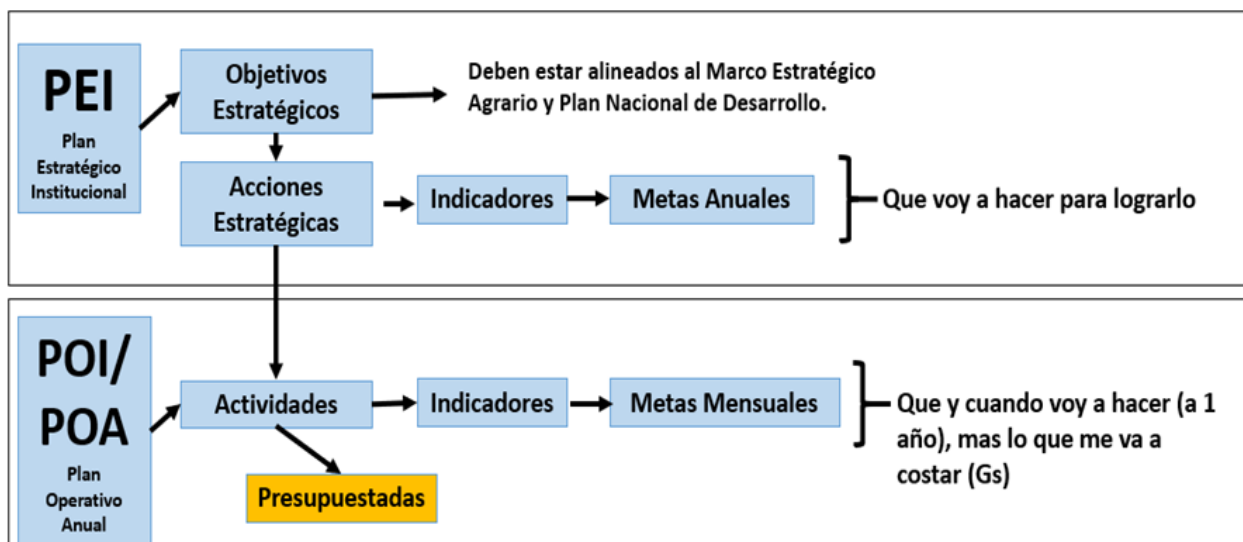 PEI
Plan
Estratégico
Institucional
Objetivos
Estratégicos
Deben estar alineados al Marco Estratégico
Agrario y Plan Nacional de Desarrollo.
Acciones
Estratégicas
Indicadores
Metas Anuales
Que voy a hacer para lograrlo
POI/
POA
Plan
Operativo
Anual
Actividades
Indicadores
Metas Mensuales
Que y cuando voy a hacer (a 1
año), mas lo que me va a
costar (Gs)
Presupuestadas